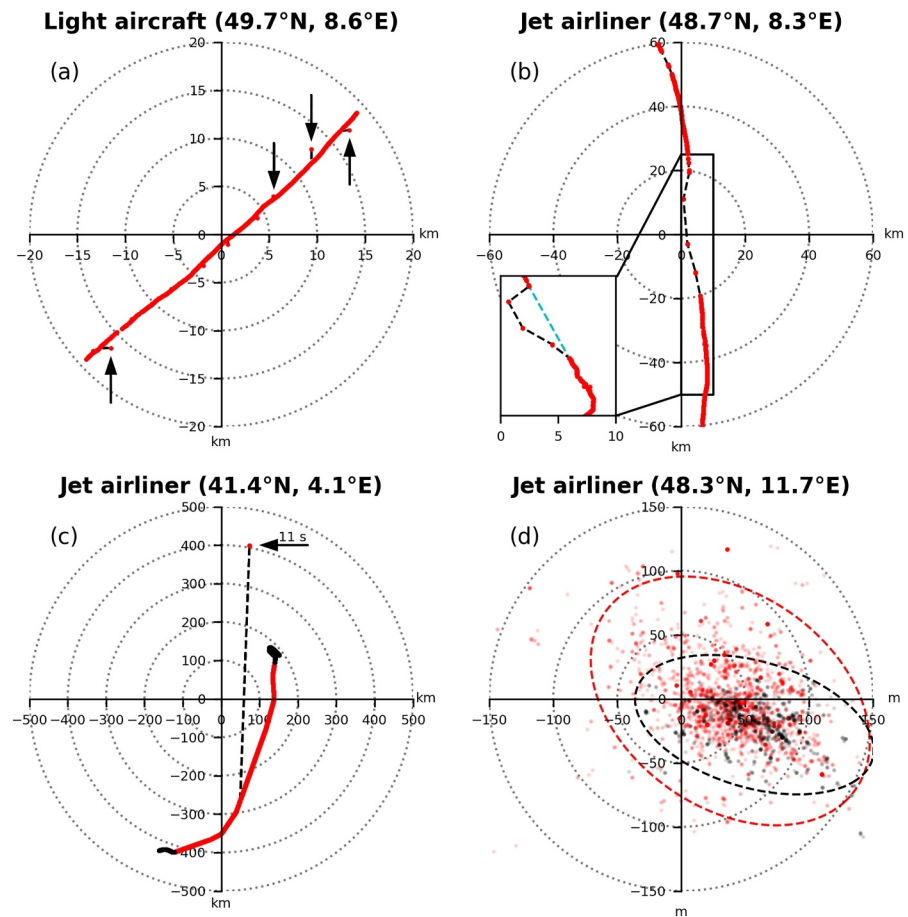 Light aircraft (49.7°N, 8.6°E)
(a)
20
15
10
5
0
−5
−10
−15
−20
−20 −15 −10 −5 0 5 10 15 20
km
km
Jet airliner (48.7°N, 8.3°E)
(b)
60
40
20
0
−20
−40
−60
−60 −40 −20 0 20 40 60
km
km
0 5 10
Jet airliner (41.4°N, 4.1°E)
(c)
11 s
500
400
300
200
100
0
−100
−200
−300
−400
−500
−500 −400 −300 −200 −100 0 100 200 300 400 500
km
km
Jet airliner (48.3°N, 11.7°E)
(d)
150
100
50
0
−50
−100
−150
−150 −100 −50 0 50 100 150
m
m